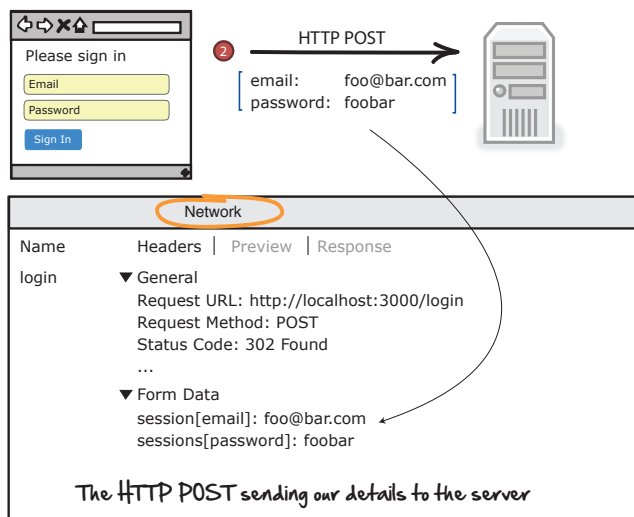 Please sign in
Email
Password
Sign In
2
HTTP POST
email: foo@bar.com
password: foobar
Network
Name Headers | Preview | Response
login ▼ General
Request URL: http://localhost:3000/login
Request Method: POST
Status Code: 302 Found
...
▼ Form Data
session[email]: foo@bar.com
sessions[password]: foobar
The HTTP POST sending our details to the server